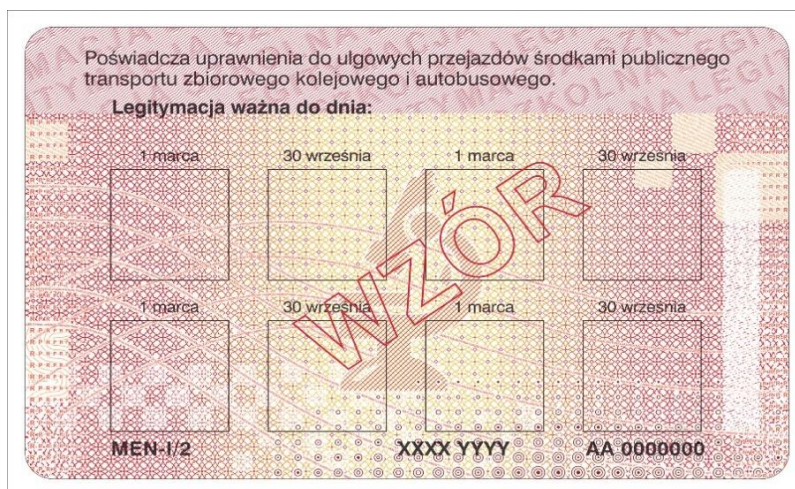 Poświadcza uprawnienia do ulgowych przejazdów środkami publicznego
transportu zbiorowego kolejowego i autobusowego.
Legitymacja ważna do dnia:
1 marca 30 września 1 marca 30 września
WZÓR
1 marca 30 września 1 marca 30 września
MEN-I/2 XXXX YYYY AA 0000000